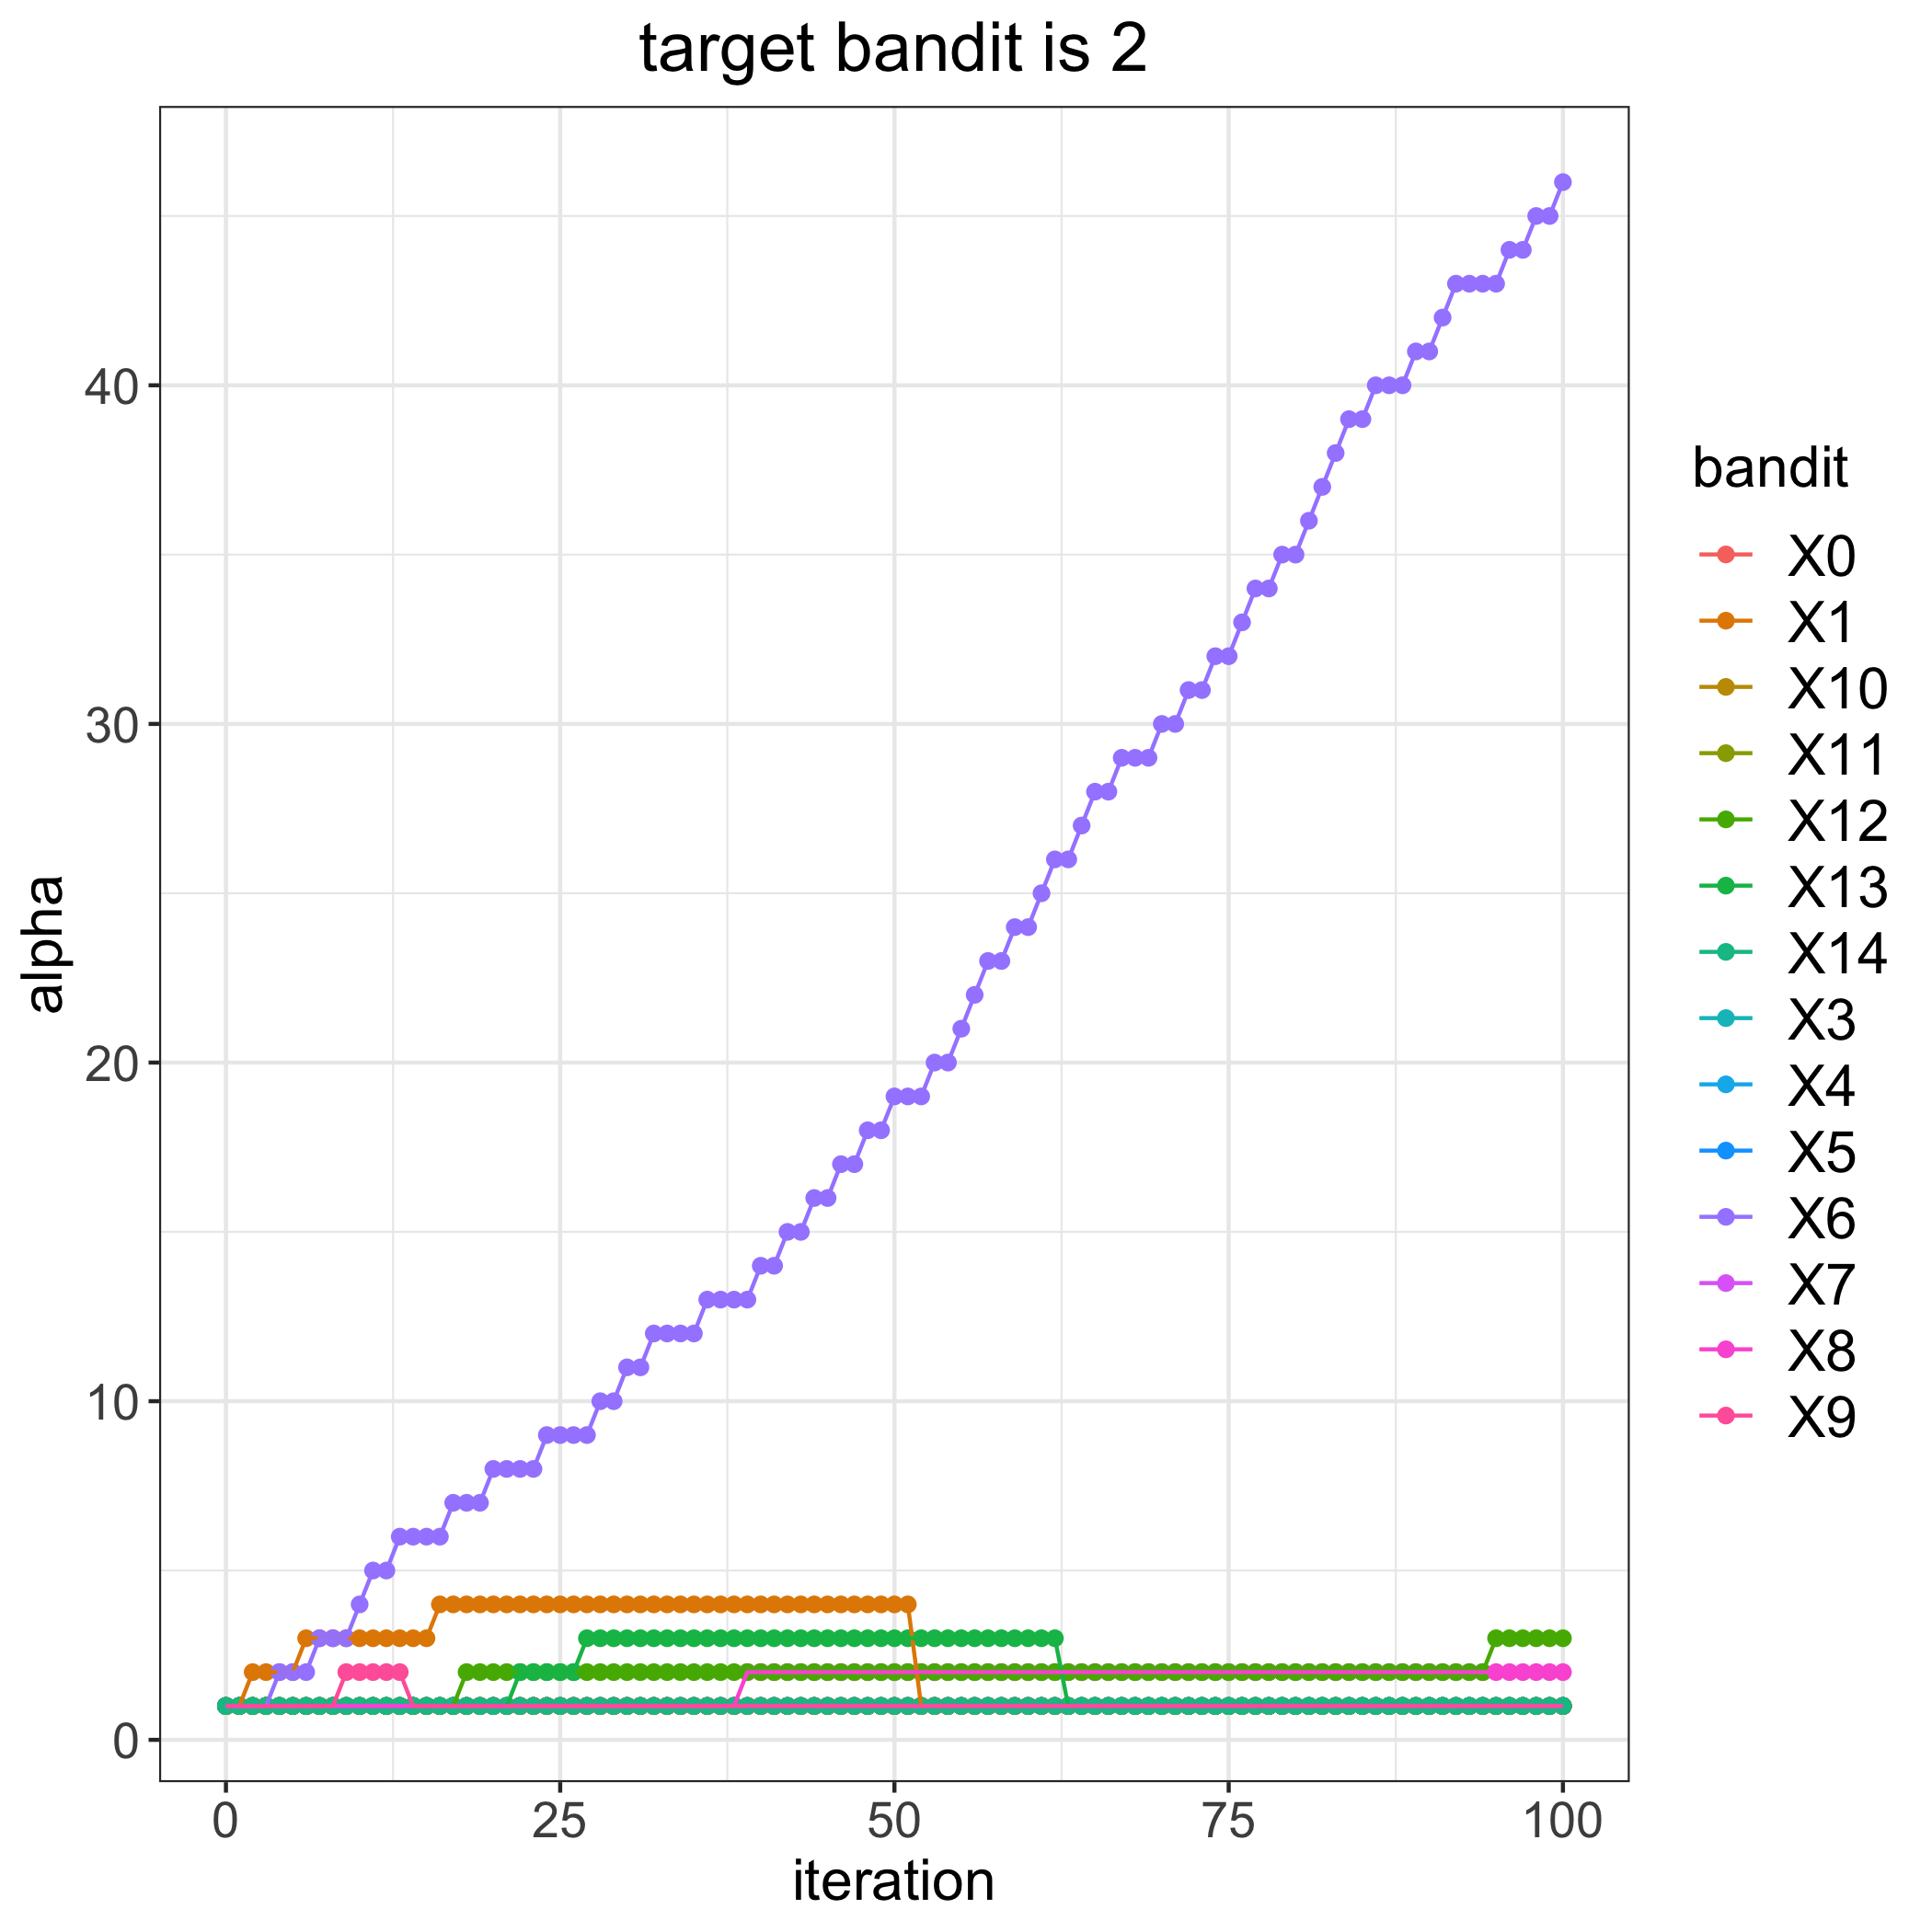 target bandit is 2
40
30
20
10
0
alpha
0 25 50 75 100
iteration
bandit
X0
X1
X10
X11
X12
X13
X14
X3
X4
X5
X6
X7
X8
X9